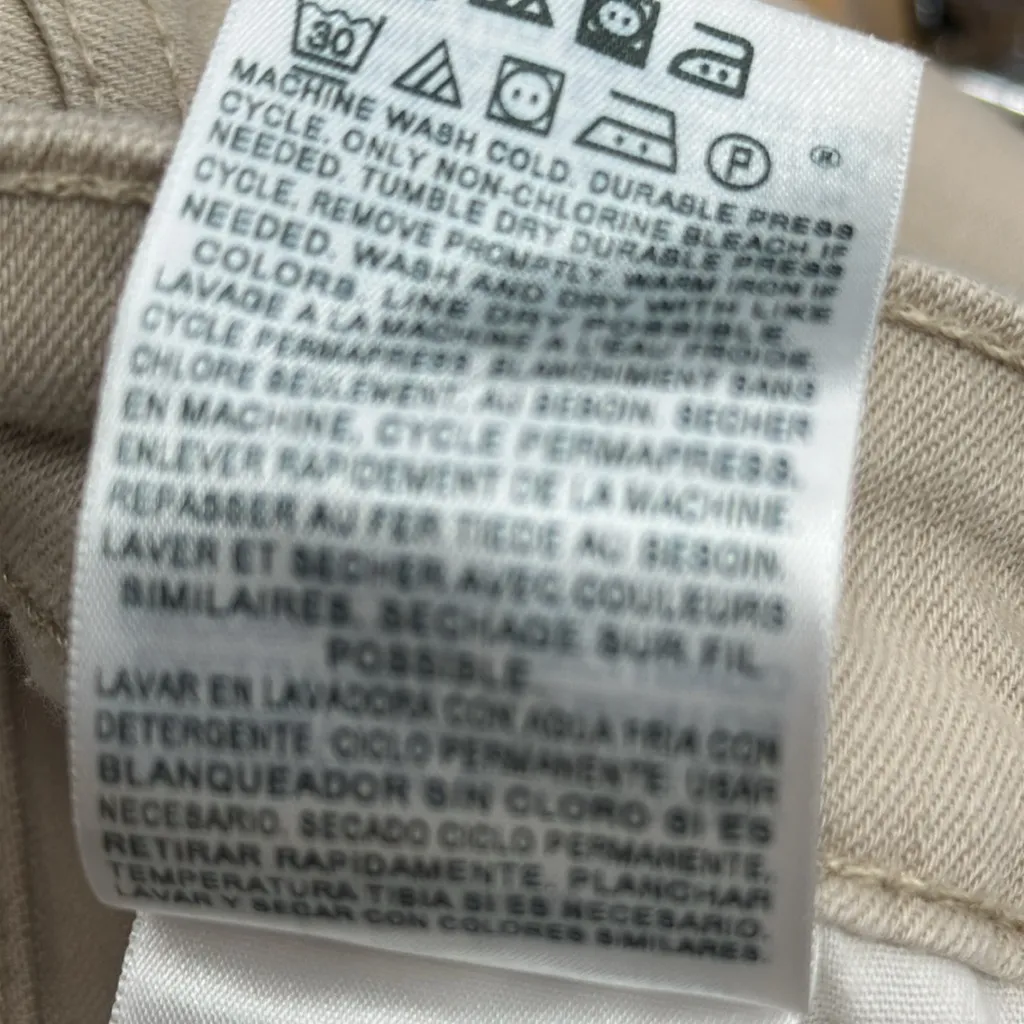 30
P ®
MACHINE WASH COLD. DURABLE PRESS
CYCLE. ONLY NON-CHLORINE BLEACH IF
NEEDED. TUMBLE DRY DURABLE PRESS
CYCLE. REMOVE PROMPTLY. WARM IRON IF
NEEDED. WASH AND DRY WITH LIKE
COLORS. LINE DRY POSSIBLE.
LAVAGE A LA MACHINE A L'EAU FROIDE.
CYCLE PERMAPRESS. BLANCHIMENT SANS
CHLORE SEULEMENT, AU BESOIN. SECHER
EN MACHINE, CYCLE PERMAPRESS.
ENLEVER RAPIDEMENT DE LA MACHINE.
REPASSER AU FER TIEDE AU BESOIN.
LAVER ET SECHER AVEC COULEURS
SIMILAIRES. SECHAGE SUR FIL
POSSIBLE.
LAVAR EN LAVADORA CON AGUA FRIA CON
DETERGENTE. CICLO PERMANENTE. USAR
BLANQUEADOR SIN CLORO SI ES
NECESARIO. SECADO CICLO PERMANENTE.
RETIRAR RAPIDAMENTE. PLANCHAR
TEMPERATURA TIBIA SI ES NECESARIO.
LAVAR Y SECAR CON COLORES SIMILARES.